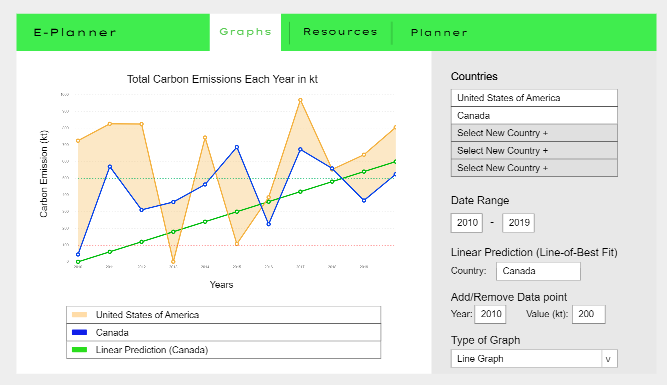 E-Planner
Graphs
Resources
Planner
Total Carbon Emissions Each Year in kt
Carbon Emission (kt)
Years
United States of America
Canada
Linear Prediction (Canada)
Countries
United States of America
Canada
Select New Country +
Select New Country +
Select New Country +
Date Range
2010 - 2019
Linear Prediction (Line-of-Best Fit)
Country: Canada
Add/Remove Data point
Year: 2010 Value (kt): 200
Type of Graph
Line Graph v